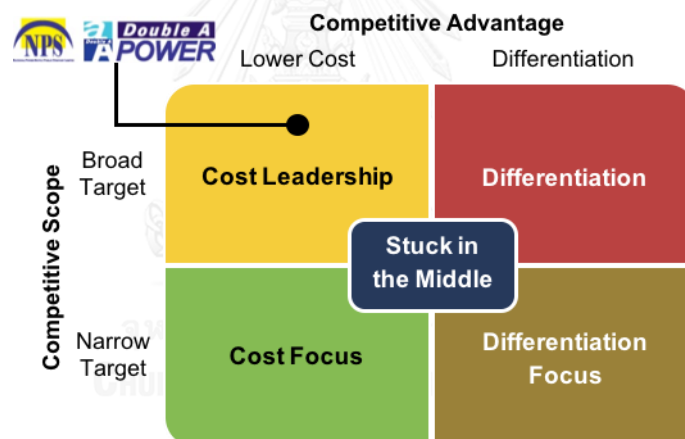 Competitive Advantage
NPS
a Double A
A POWER
Double A
Lower Cost
Differentiation
Competitive Scope
Broad
Target
Cost Leadership
Differentiation
Stuck in
the Middle
Narrow
Target
Cost Focus
Differentiation
Focus